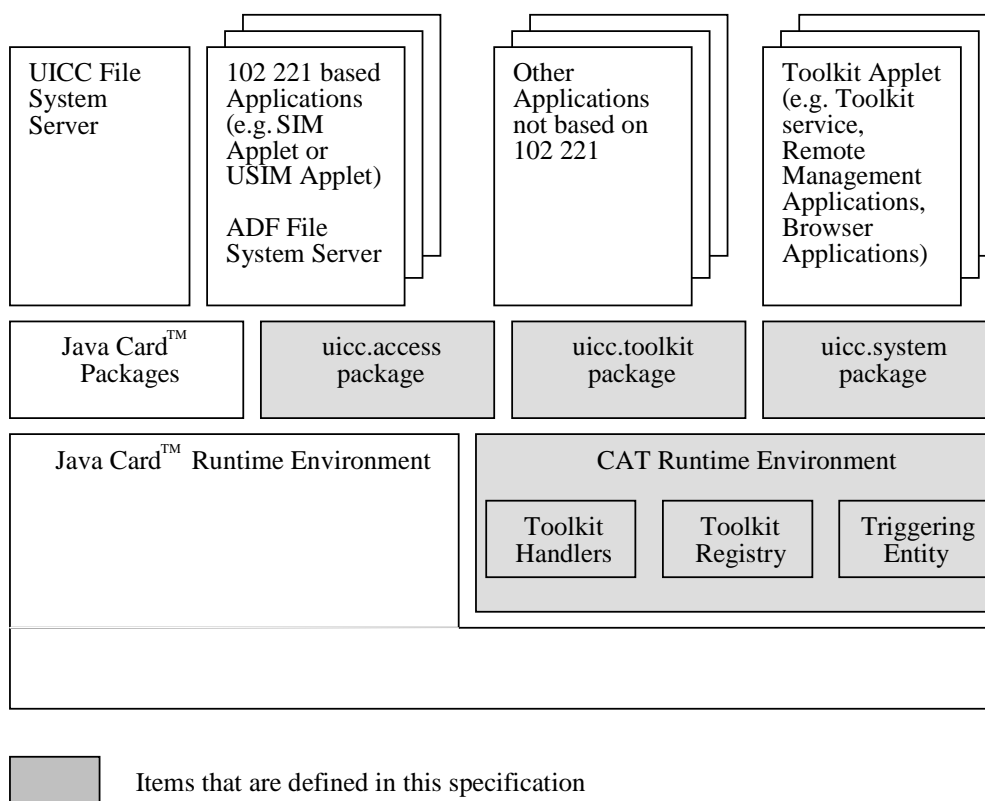 UICC File
System
Server
102 221 based
Applications
(e.g. SIM
Applet or
USIM Applet)
ADF File
System Server
Other
Applications
not based on
102 221
Toolkit Applet
(e.g. Toolkit
service,
Remote
Management
Applications,
Browser
Applications)
Java Card™
Packages
uicc.access
package
uicc.toolkit
package
uicc.system
package
Java Card™ Runtime Environment
CAT Runtime Environment
Toolkit
Handlers
Toolkit
Registry
Triggering
Entity
Items that are defined in this specification